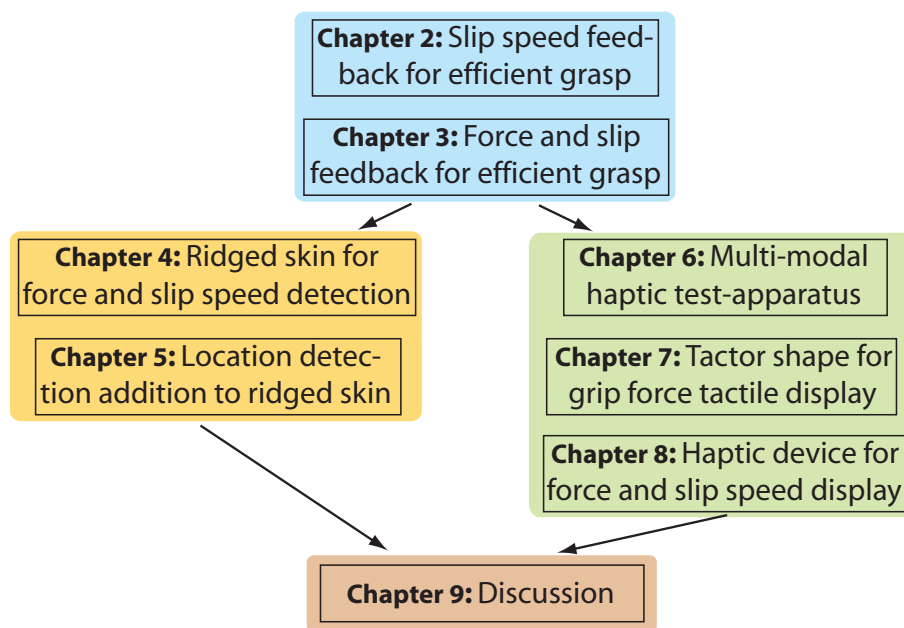 Chapter 2: Slip speed feed-
back for efficient grasp
Chapter 3: Force and slip
feedback for efficient grasp
Chapter 4: Ridged skin for
force and slip speed detection
Chapter 5: Location detec-
tion addition to ridged skin
Chapter 6: Multi-modal
haptic test-apparatus
Chapter 7: Tactor shape for
grip force tactile display
Chapter 8: Haptic device for
force and slip speed display
Chapter 9: Discussion